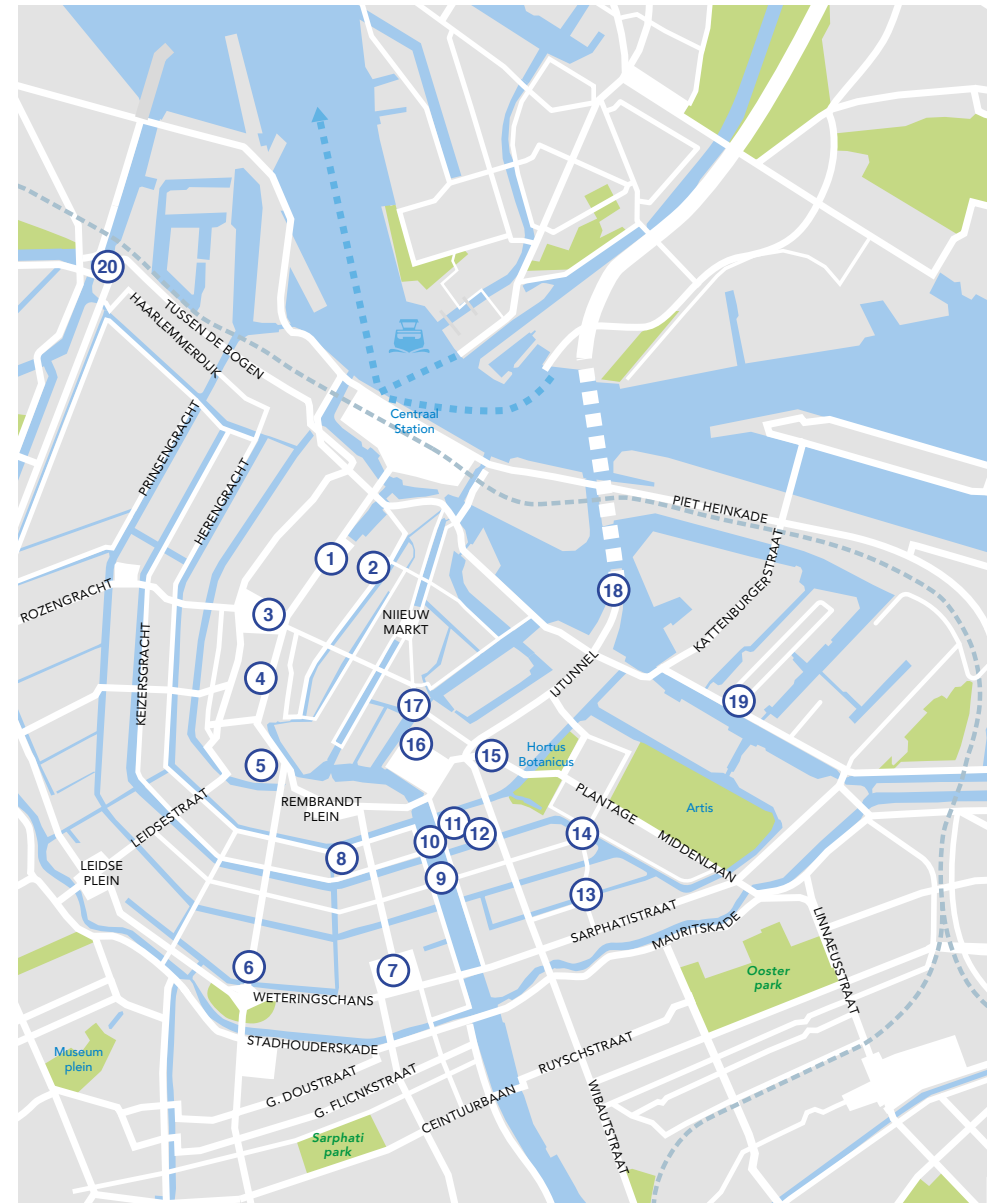 20
TUSSEN DE BOGEN
HAARLEMMERDIJK
Centraal
Station
PRINSENGRACHT
HERENGRACHT
PIET HEINKADE
KATTENBURGERSTRAAT
1
2
18
ROZENGRACHT
3
NIIEUW
MARKT
KEIZERSGRACHT
4
IJTUNNEL
17
19
16
15
Hortus
Botanicus
5
REMBRANDT
PLEIN
LEIDSESTRAAT
PLANTAGE
MIDDENLAAN
Artis
11
12
14
10
8
LEIDSE
PLEIN
9
13
SARPHATISTRAAT
MAURITSKADE
LINNAEUSSTRAAT
6
7
WETERINGSCHANS
Ooster
park
STADHOUDERSKADE
Museum
plein
G. DOUSTRAAT
G. FLICNKSTRAAT
CEINTUURBAAN
RUYSCHSTRAAT
WIBAUTSTRAAT
Sarphati
park